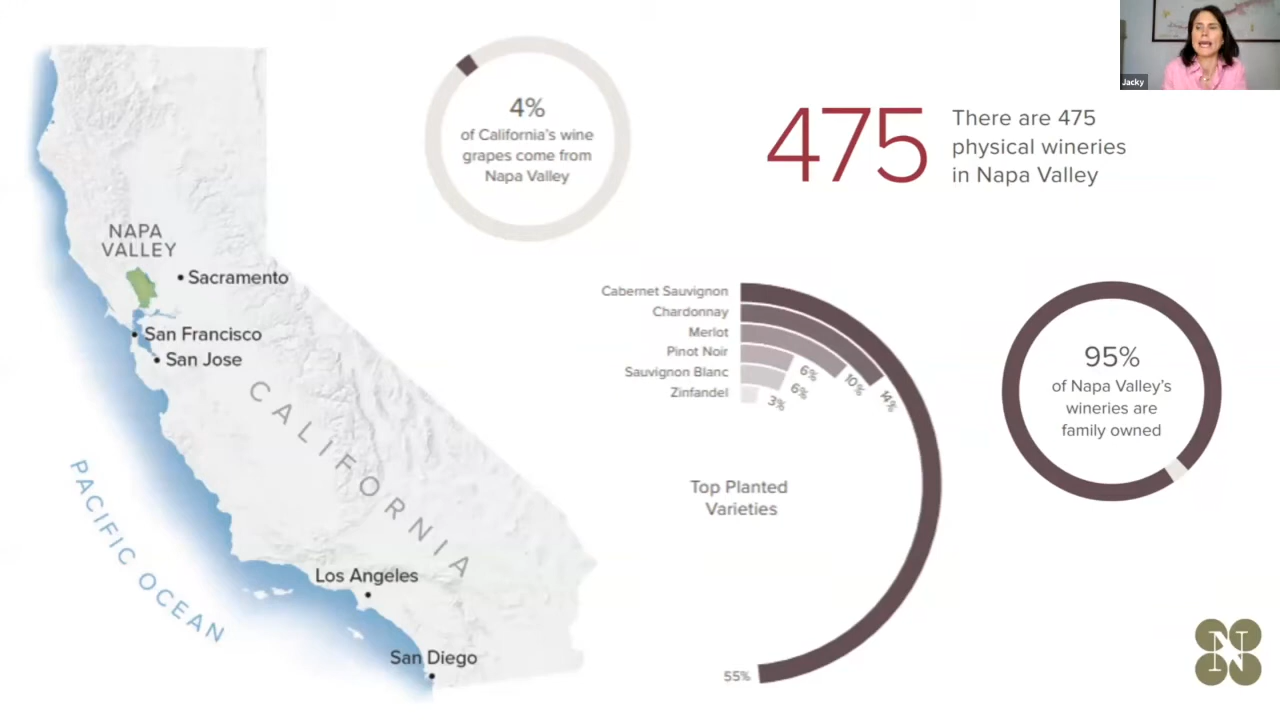 Jacky
4%
of California's wine
grapes come from
Napa Valley
475
There are 475
physical wineries
in Napa Valley
NAPA
VALLEY
Sacramento
San Francisco
San Jose
CALIFORNIA
PACIFIC OCEAN
Los Angeles
San Diego
Cabernet Sauvignon
Chardonnay
Merlot
Pinot Noir
Sauvignon Blanc
Zinfandel
14%
10%
6%
6%
3%
Top Planted
Varieties
55%
95%
of Napa Valley's
wineries are
family owned
N